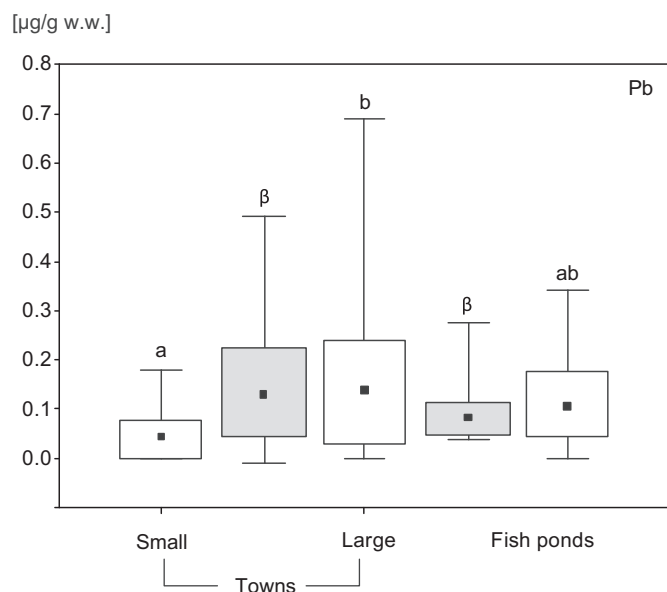 [µg/g w.w.]
Pb
0.8
0.7
0.6
0.5
0.4
0.3
0.2
0.1
0.0
a
β
b
β
ab
Small Large Fish ponds
Towns